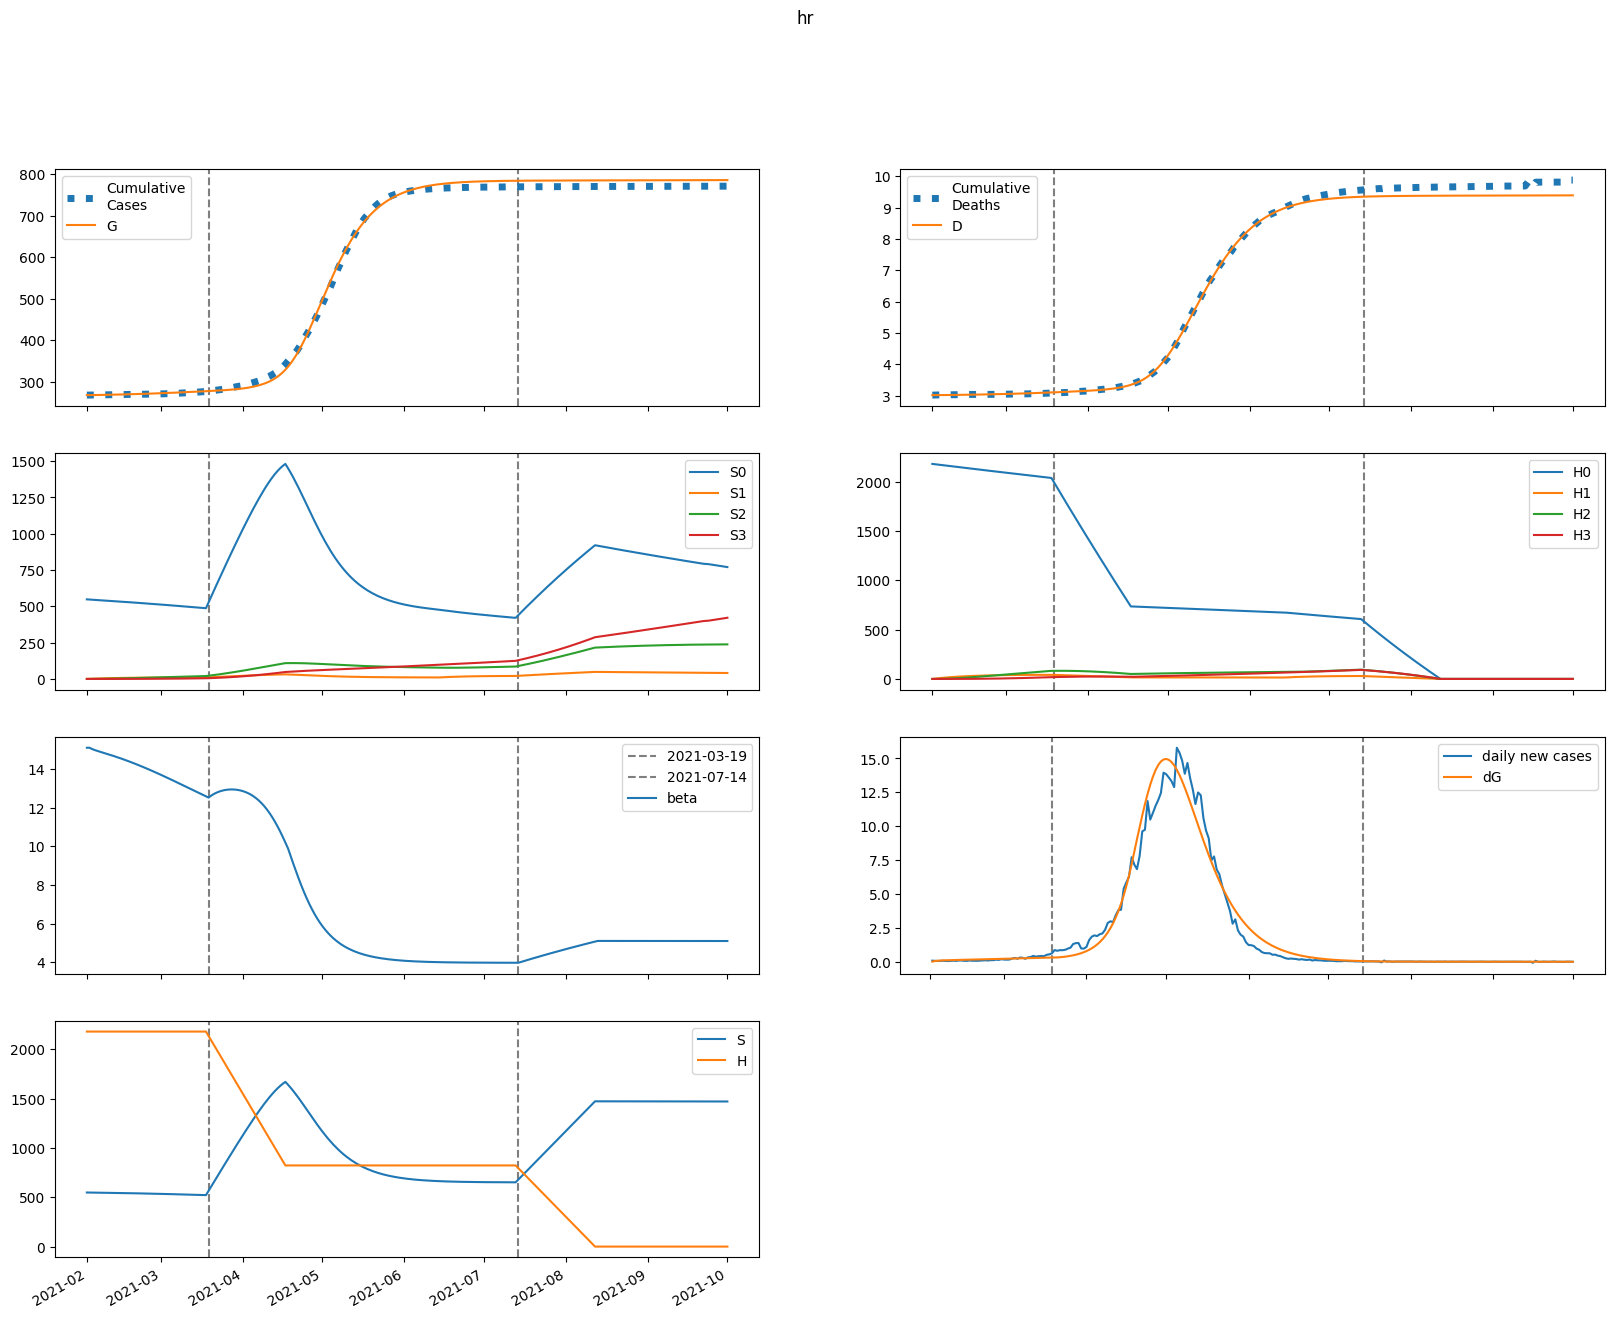 hr
800
700
600
500
400
300
Cumulative
Cases
G
10
9
8
7
6
5
4
3
Cumulative
Deaths
D
1500
1250
1000
750
500
250
0
S0
S1
S2
S3
2000
1500
1000
500
0
H0
H1
H2
H3
14
12
10
8
6
4
2021-03-19
2021-07-14
beta
15.0
12.5
10.0
7.5
5.0
2.5
0.0
daily new cases
dG
2000
1500
1000
500
0
S
H
2021-02
2021-03
2021-04
2021-05
2021-06
2021-07
2021-08
2021-09
2021-10